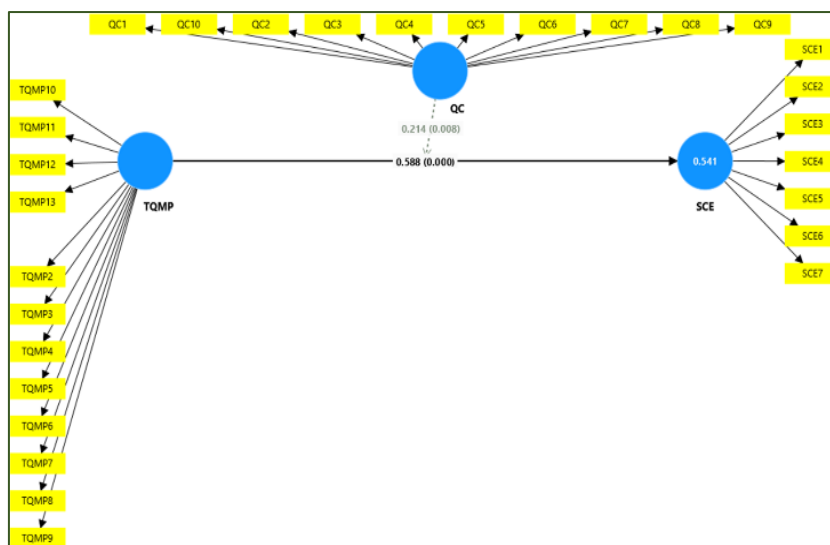 QC1 QC10 QC2 QC3 QC4 QC5 QC6 QC7 QC8 QC9
SCE1
SCE2
SCE3
SCE4
SCE5
SCE6
SCE7
QC
0.214 (0.008)
0.588 (0.000)
0.541
TQMP
SCE
TQMP10
TQMP11
TQMP12
TQMP13
TQMP2
TQMP3
TQMP4
TQMP5
TQMP6
TQMP7
TQMP8
TQMP9